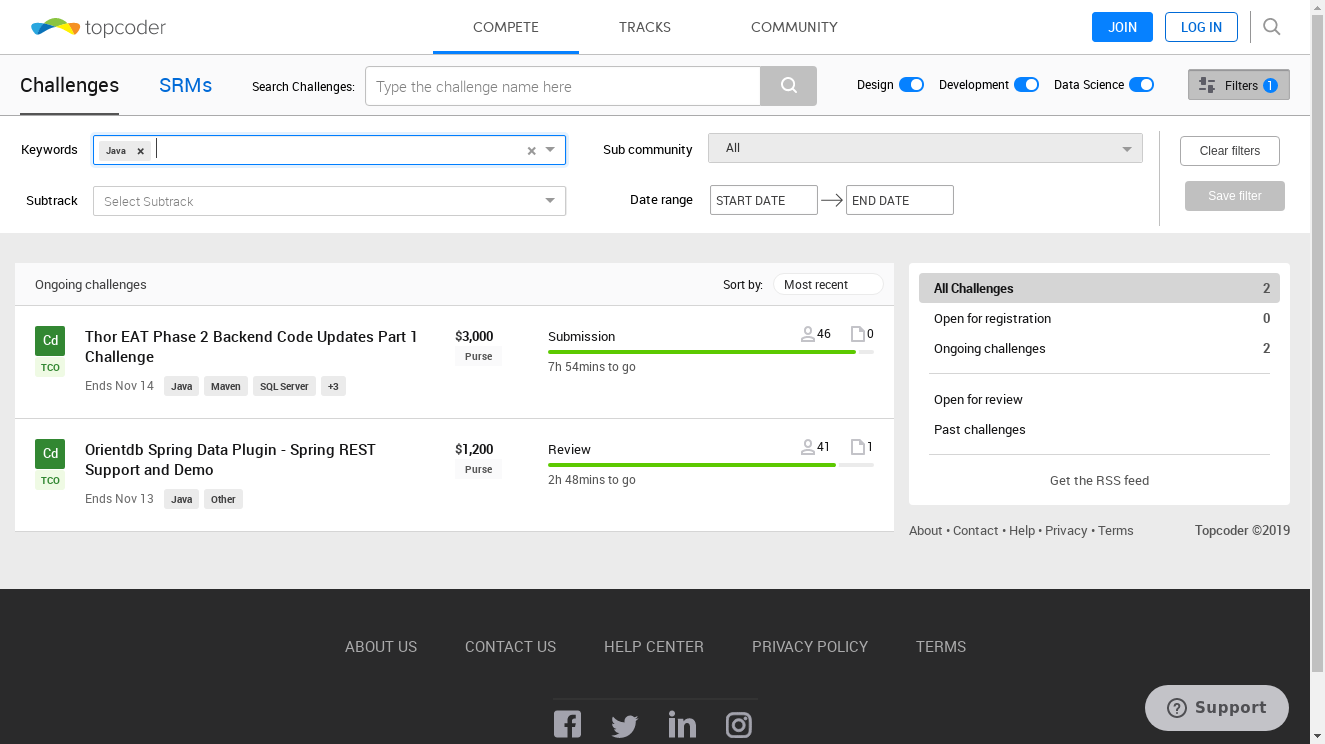 topcoder
COMPETE
TRACKS
COMMUNITY
JOIN
LOG IN
Challenges
SRMs
Search Challenges:
Type the challenge name here
Design
Development
Data Science
Filters 1
Keywords
Java ×
Sub community
All
Clear filters
Subtrack
Select Subtrack
Date range
START DATE
END DATE
Save filter
Ongoing challenges
Sort by:
Most recent
Cd
TCO
Thor EAT Phase 2 Backend Code Updates Part 1
Challenge
Ends Nov 14
Java
Maven
SQL Server
+3
$3,000
Purse
Submission
46
0
7h 54mins to go
Cd
TCO
Orientdb Spring Data Plugin - Spring REST
Support and Demo
Ends Nov 13
Java
Other
$1,200
Purse
Review
41
1
2h 48mins to go
All Challenges 2
Open for registration 0
Ongoing challenges 2
Open for review
Past challenges
Get the RSS feed
About • Contact • Help • Privacy • Terms
Topcoder ©2019
ABOUT US
CONTACT US
HELP CENTER
PRIVACY POLICY
TERMS
Support